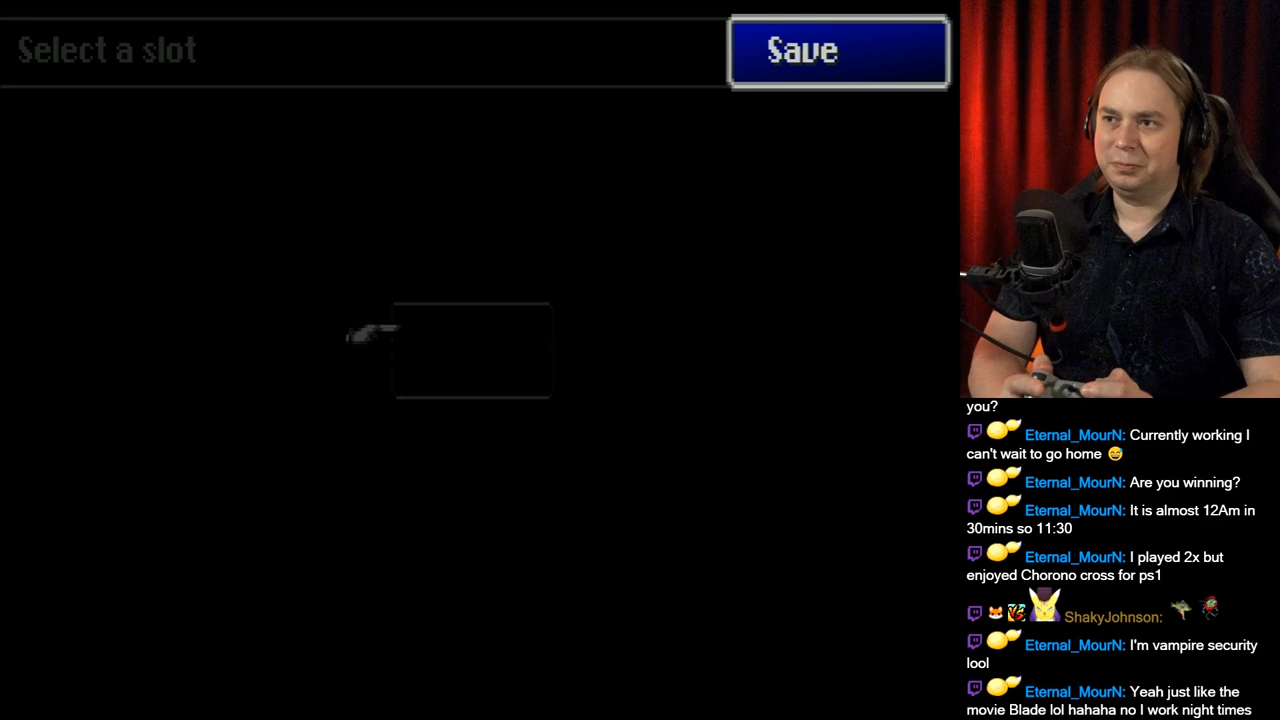 Select a slot
Save
you?
Eternal_MourN: Currently working I
can't wait to go home 😅
Eternal_MourN: Are you winning?
Eternal_MourN: It is almost 12Am in
30mins so 11:30
Eternal_MourN: I played 2x but
enjoyed Chorono cross for ps1
ShakyJohnson:
Eternal_MourN: I'm vampire security
lool
Eternal_MourN: Yeah just like the
movie Blade lol hahaha no I work night times